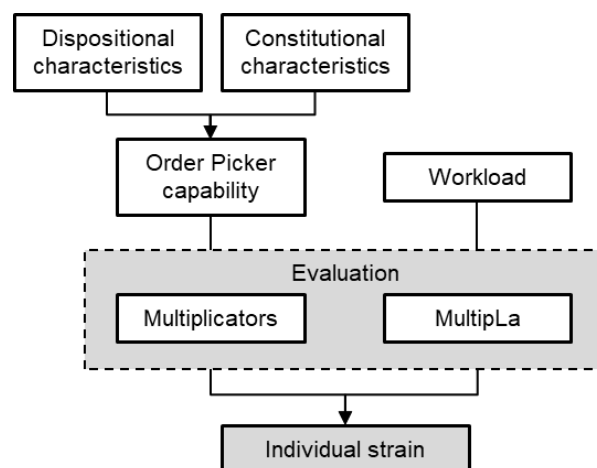 Dispositional
characteristics
Constitutional
characteristics
Order Picker
capability
Workload
Evaluation
Multiplicators
MultipLa
Individual strain